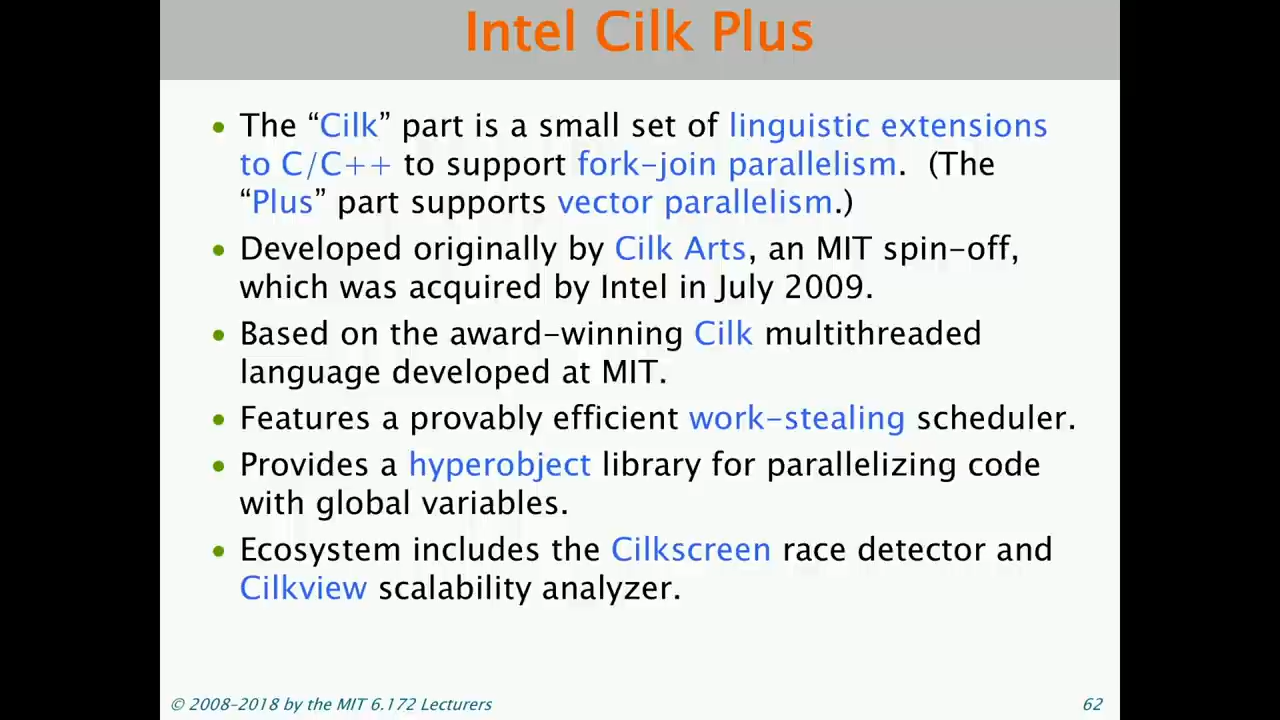 Intel Cilk Plus
• The “Cilk” part is a small set of linguistic extensions
to C/C++ to support fork–join parallelism. (The
“Plus” part supports vector parallelism.)
• Developed originally by Cilk Arts, an MIT spin–off,
which was acquired by Intel in July 2009.
• Based on the award–winning Cilk multithreaded
language developed at MIT.
• Features a provably efficient work–stealing scheduler.
• Provides a hyperobject library for parallelizing code
with global variables.
• Ecosystem includes the Cilkscreen race detector and
Cilkview scalability analyzer.
© 2008–2018 by the MIT 6.172 Lecturers
62